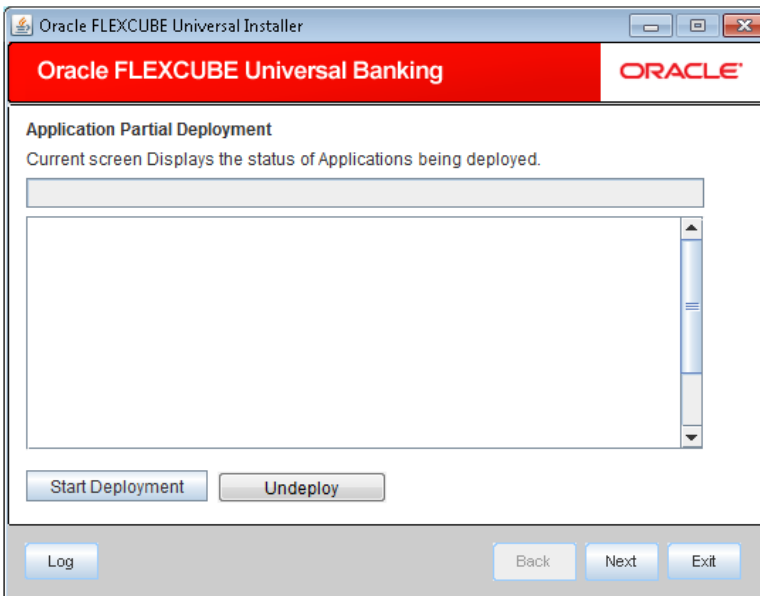 Oracle FLEXCUBE Universal Installer
Oracle FLEXCUBE Universal Banking
ORACLE
Application Partial Deployment
Current screen Displays the status of Applications being deployed.
Start Deployment Undeploy
Log Back Next Exit